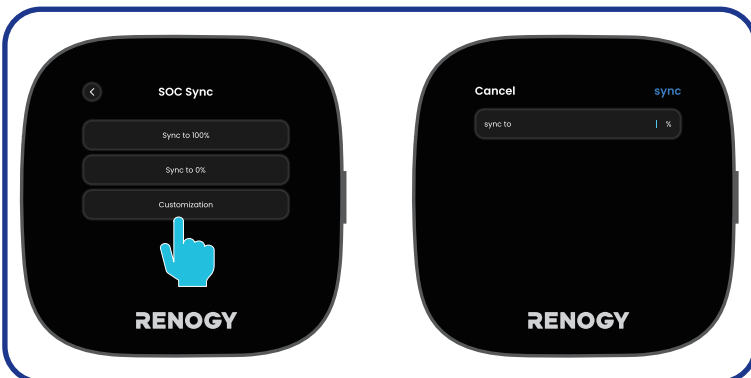 SOC Sync
Sync to 100%
Sync to 0%
Customization
RENOGY
Cancel sync
sync to %
RENOGY